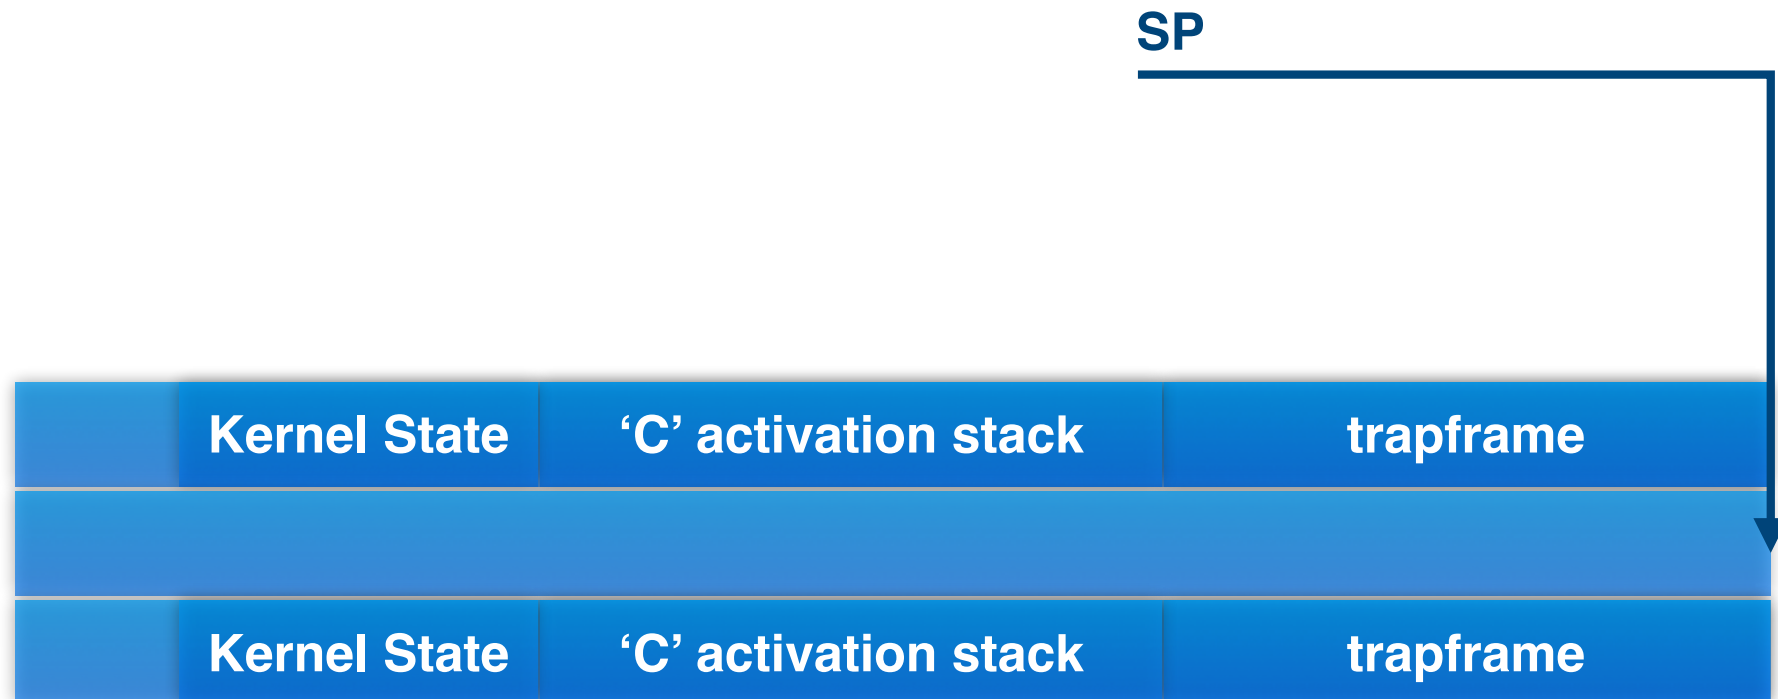 SP
Kernel State ‘C’ activation stack trapframe
Kernel State ‘C’ activation stack trapframe